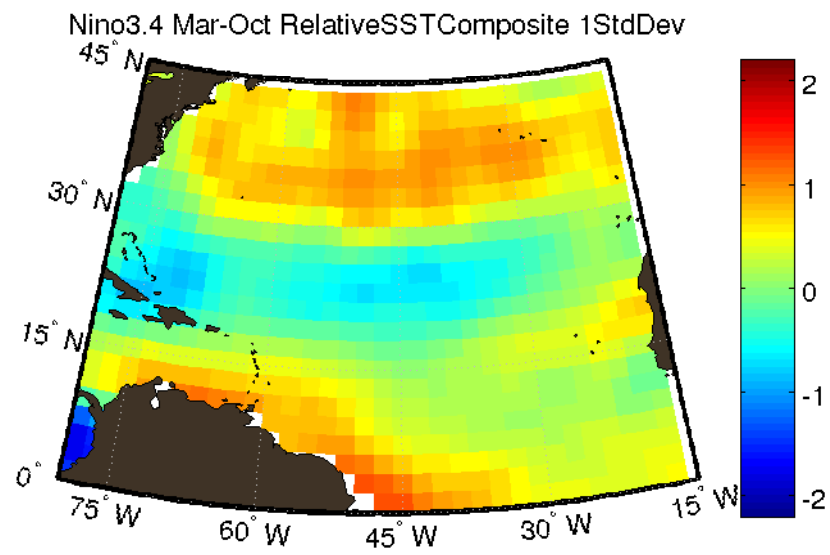 Nino3.4 Mar-Oct RelativeSSTComposite 1StdDev
45° N
30° N
15° N
0°
75° W
60° W
45° W
30° W
15° W
2
1
0
-1
-2